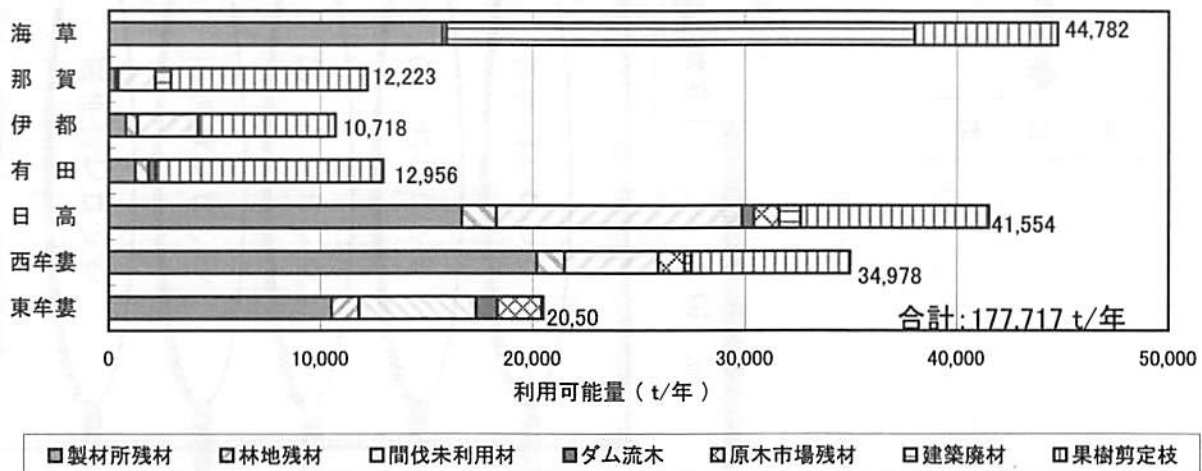 海 草 44,782
那 賀 12,223
伊 都 10,718
有 田 12,956
日 高 41,554
西牟婁 34,978
東牟婁 20,50
合計:177,717 t/年
0 10,000 20,000 30,000 40,000 50,000
利用可能量 ( t/年 )
製材所残材 林地残材 間伐未利用材 ダム流木 原木市場残材 建築廃材 果樹剪定枝